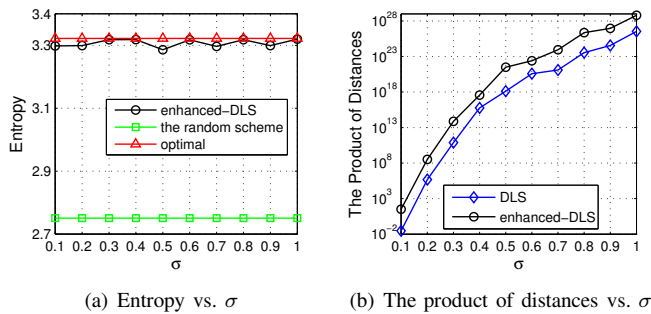 3.4
3.3
3.1
2.9
2.7
Entropy
enhanced-DLS
the random scheme
optimal
0.1 0.2 0.3 0.4 0.5 0.6 0.7 0.8 0.9 1
σ
(a) Entropy vs. σ
10^28
10^23
10^18
10^13
10^8
10^3
10^−2
The Product of Distances
DLS
enhanced-DLS
0.1 0.2 0.3 0.4 0.5 0.6 0.7 0.8 0.9 1
σ
(b) The product of distances vs. σ